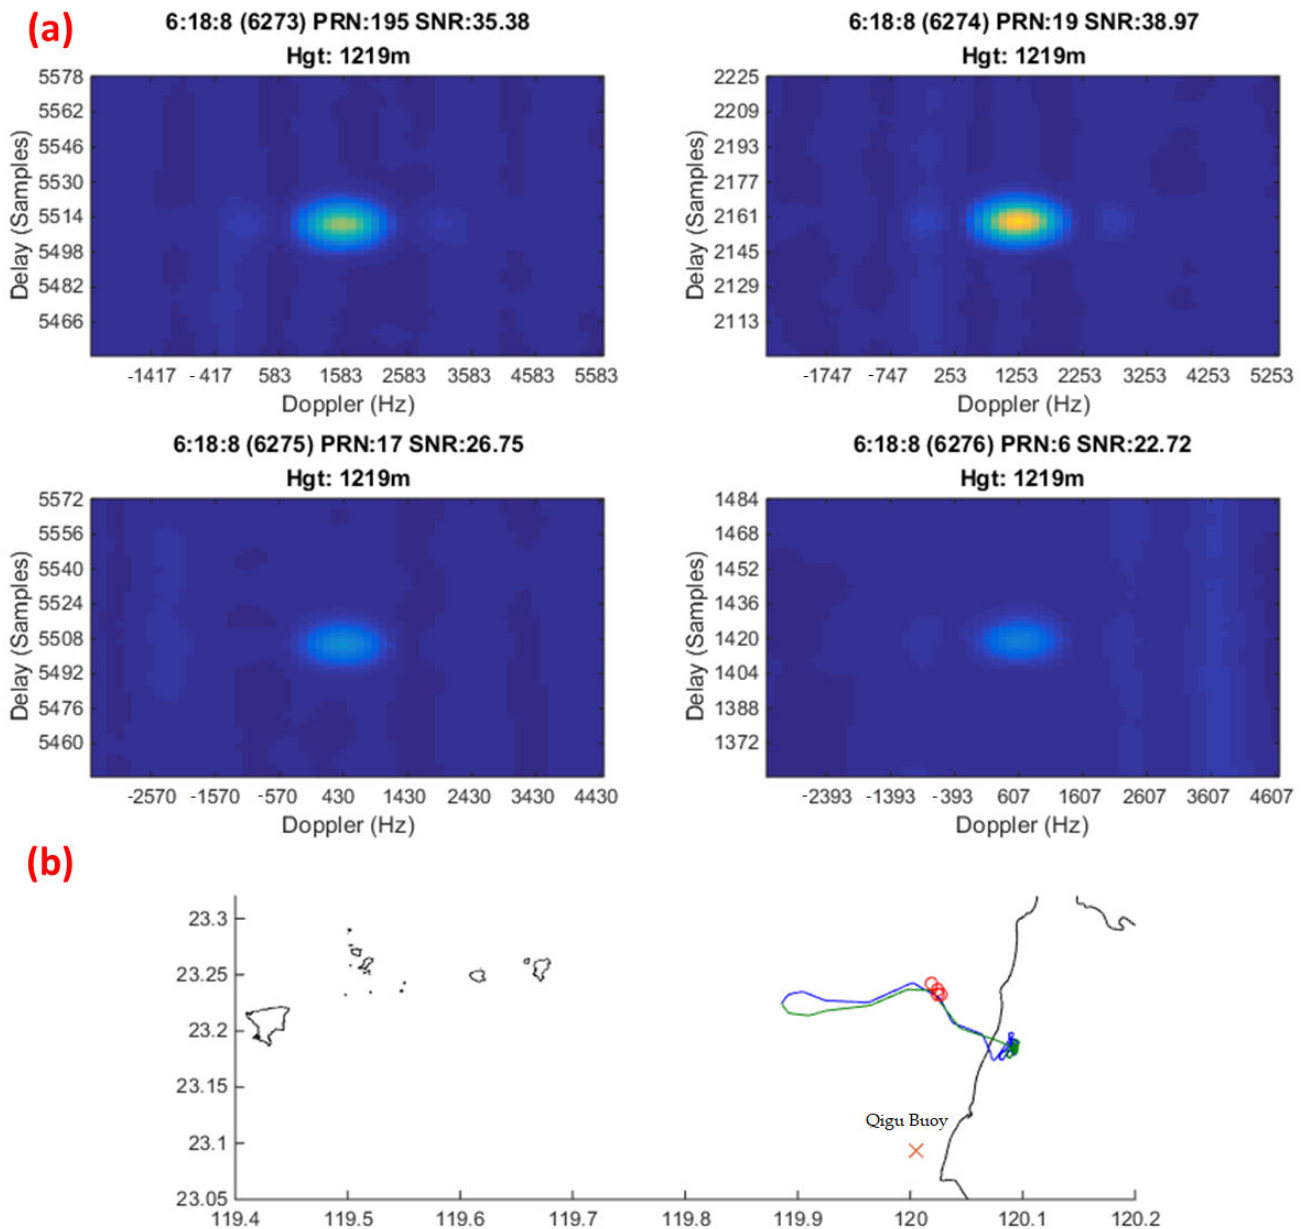 (a)
6:18:8 (6273) PRN:195 SNR:35.38
Hgt: 1219m
5578
5562
5546
5530
5514
5498
5482
5466
Delay (Samples)
-1417 -417 583 1583 2583 3583 4583 5583
Doppler (Hz)
6:18:8 (6274) PRN:19 SNR:38.97
Hgt: 1219m
2225
2209
2193
2177
2161
2145
2129
2113
Delay (Samples)
-1747 -747 253 1253 2253 3253 4253 5253
Doppler (Hz)
6:18:8 (6275) PRN:17 SNR:26.75
Hgt: 1219m
5572
5556
5540
5524
5508
5492
5476
5460
Delay (Samples)
-2570 -1570 -570 430 1430 2430 3430 4430
Doppler (Hz)
6:18:8 (6276) PRN:6 SNR:22.72
Hgt: 1219m
1484
1468
1452
1436
1420
1404
1388
1372
Delay (Samples)
-2393 -1393 -393 607 1607 2607 3607 4607
Doppler (Hz)
(b)
23.3
23.25
23.2
23.15
23.1
23.05
Qigu Buoy
119.4 119.5 119.6 119.7 119.8 119.9 120 120.1 120.2